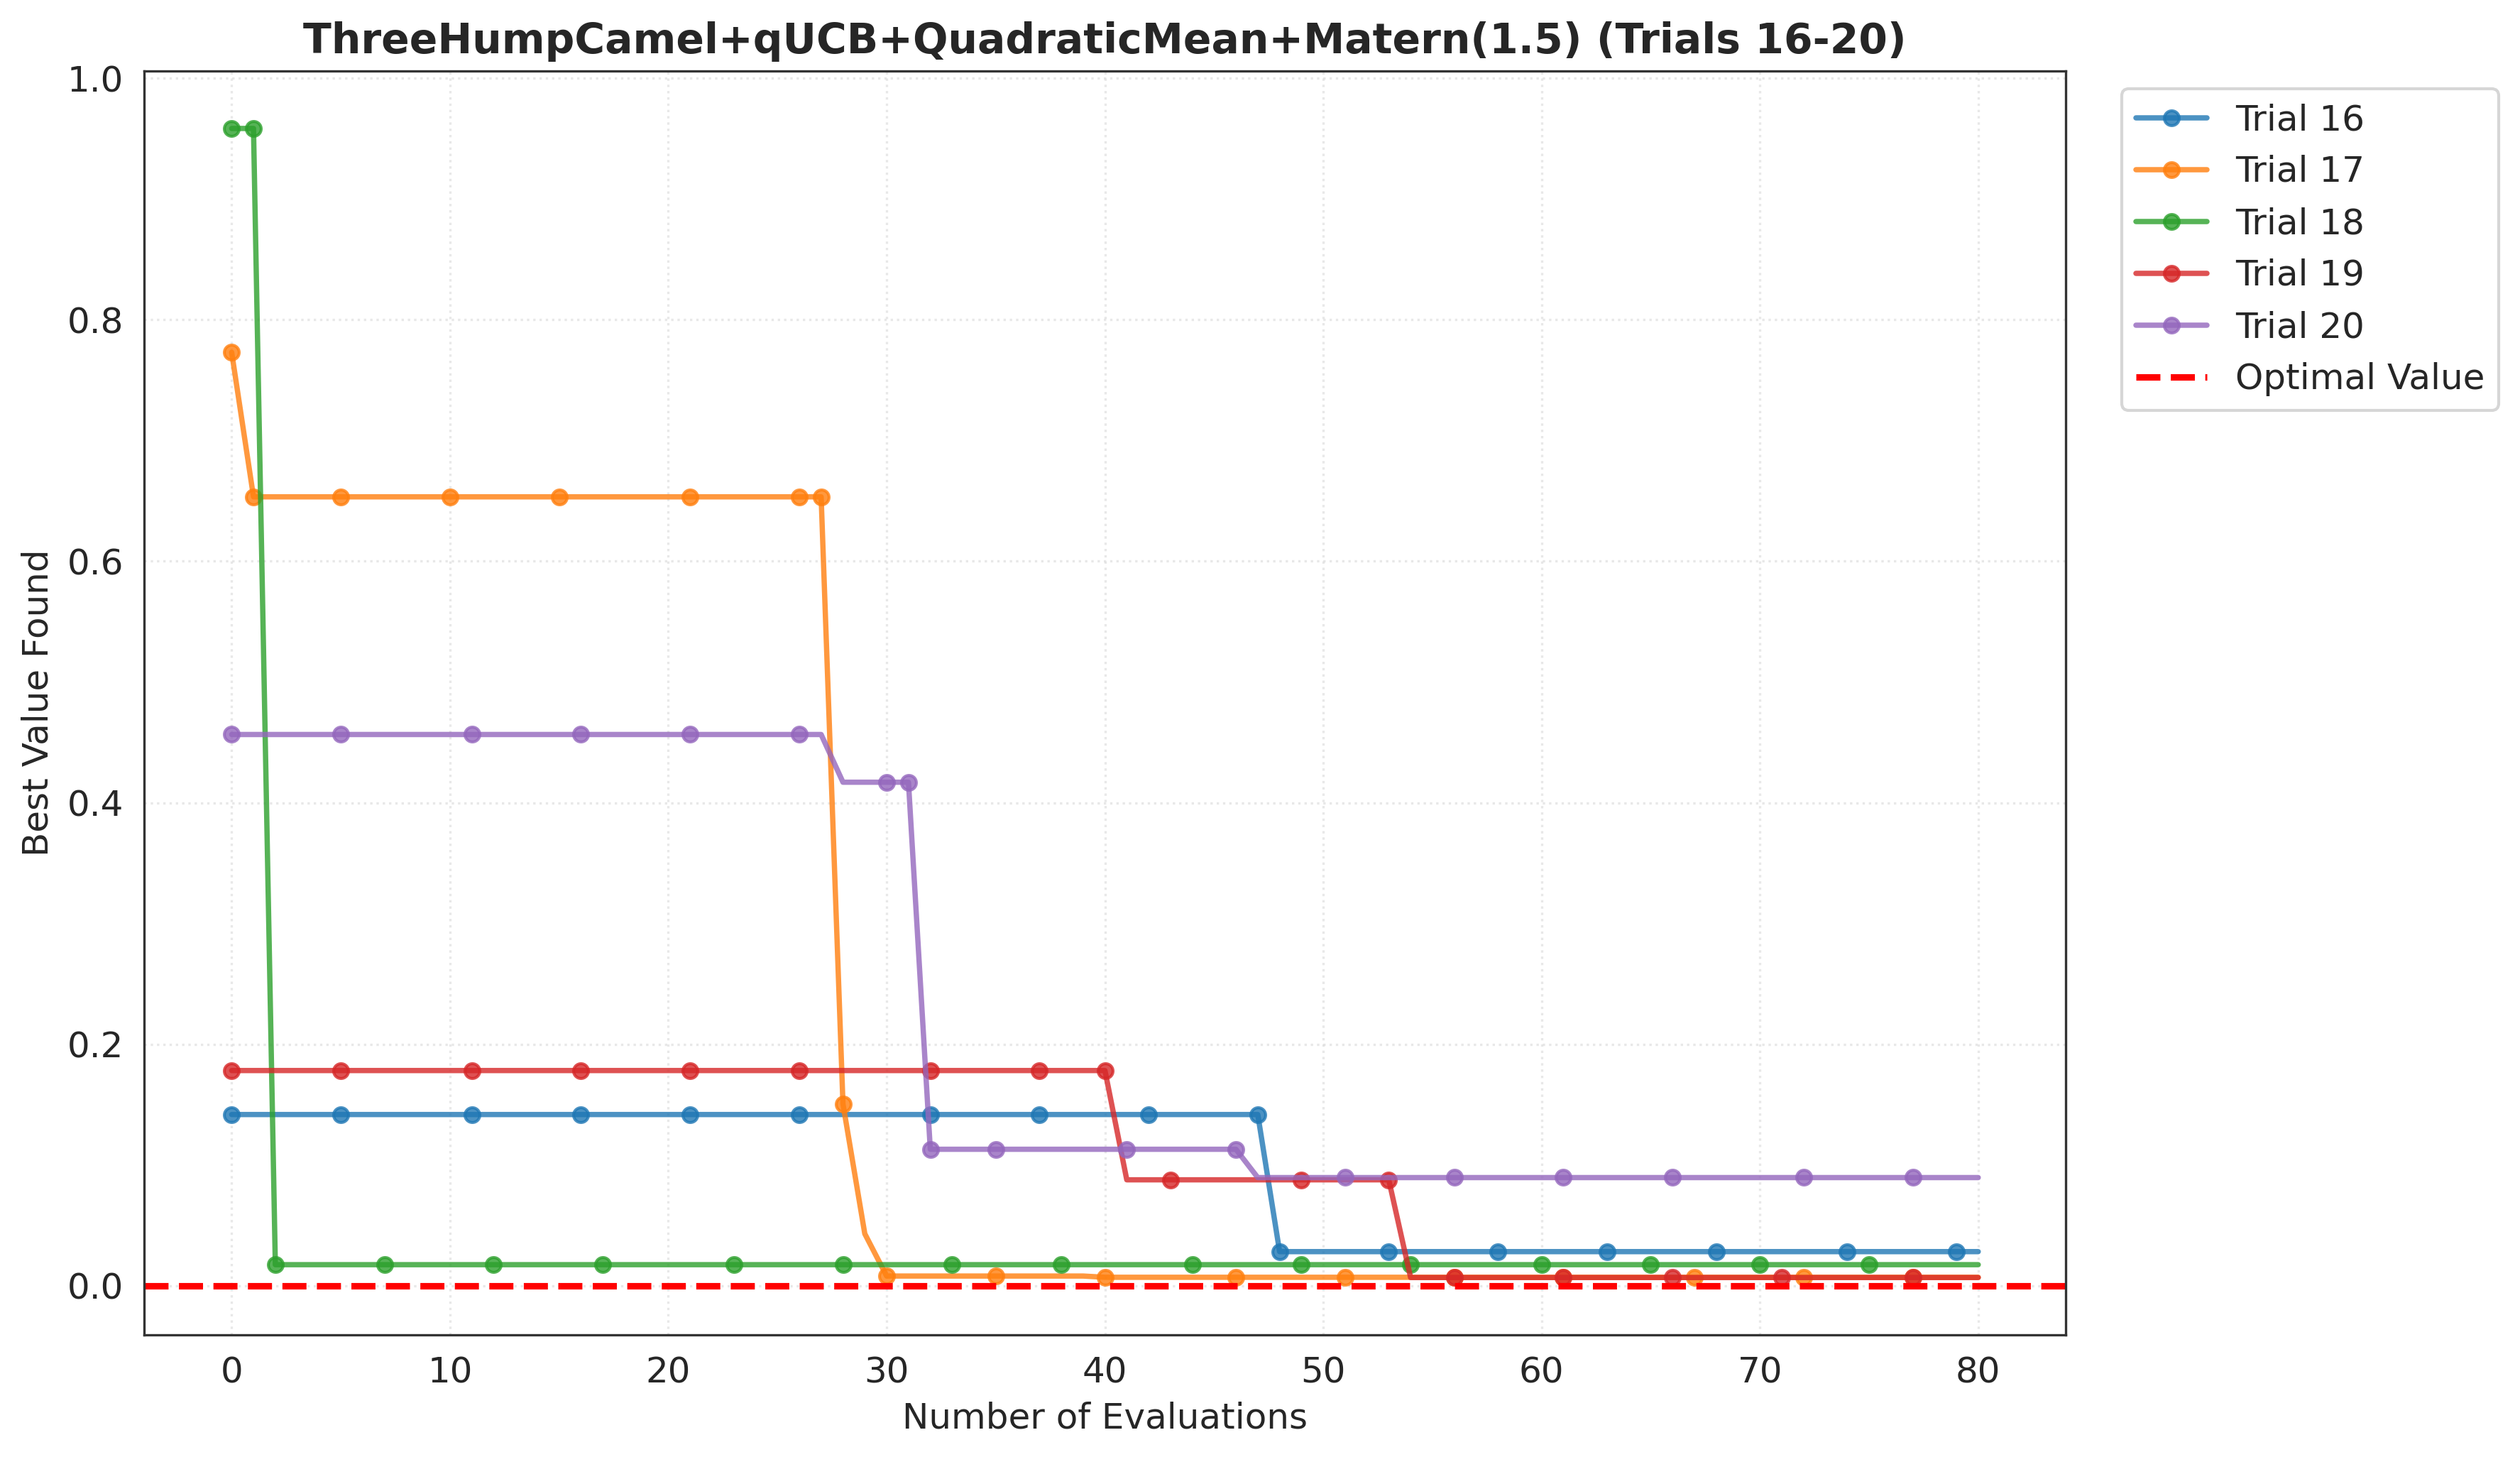 ThreeHumpCamel+qUCB+QuadraticMean+Matern(1.5) (Trials 16-20)
1.0
0.8
0.6
0.4
0.2
0.0
Best Value Found
0 10 20 30 40 50 60 70 80
Number of Evaluations
Trial 16
Trial 17
Trial 18
Trial 19
Trial 20
Optimal Value